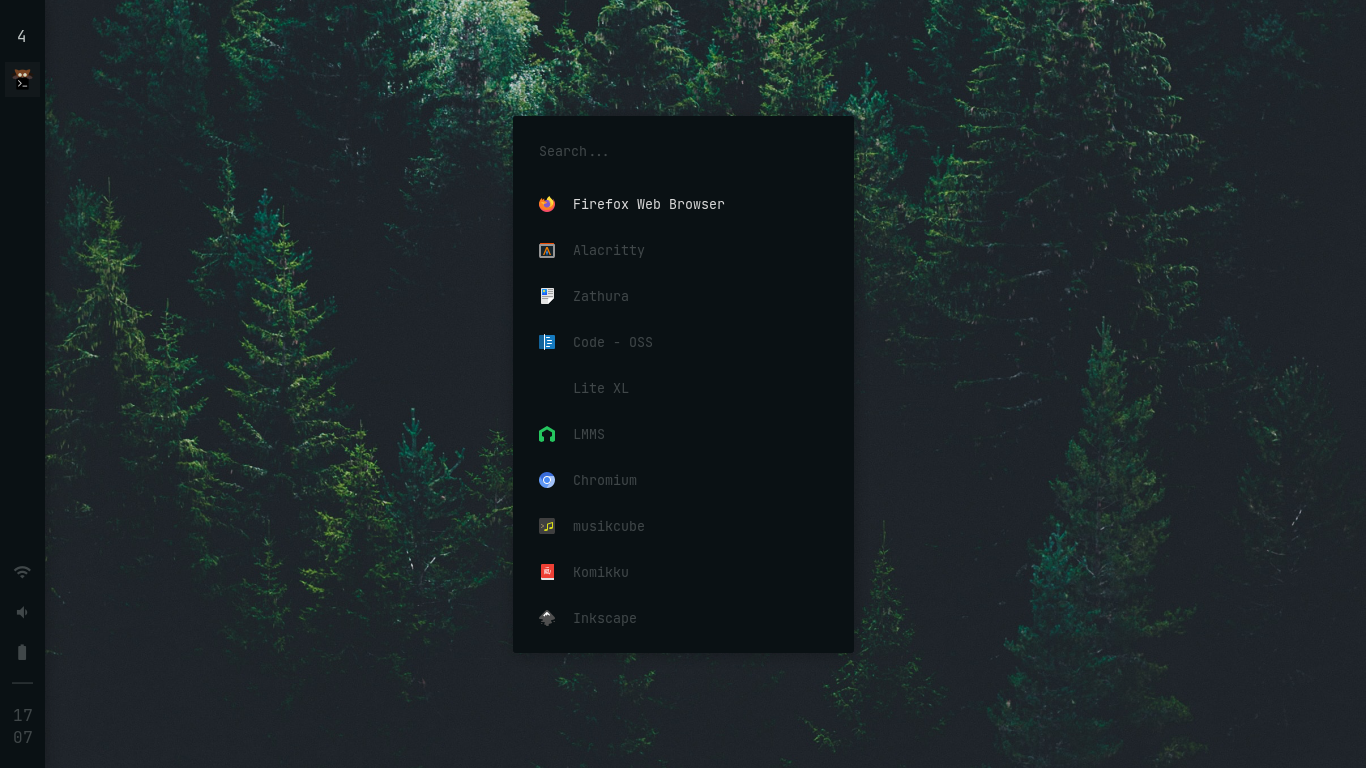 4
Search...
Firefox Web Browser
Alacritty
Zathura
Code - OSS
Lite XL
LMMS
Chromium
musikcube
Komikku
Inkscape
17
07